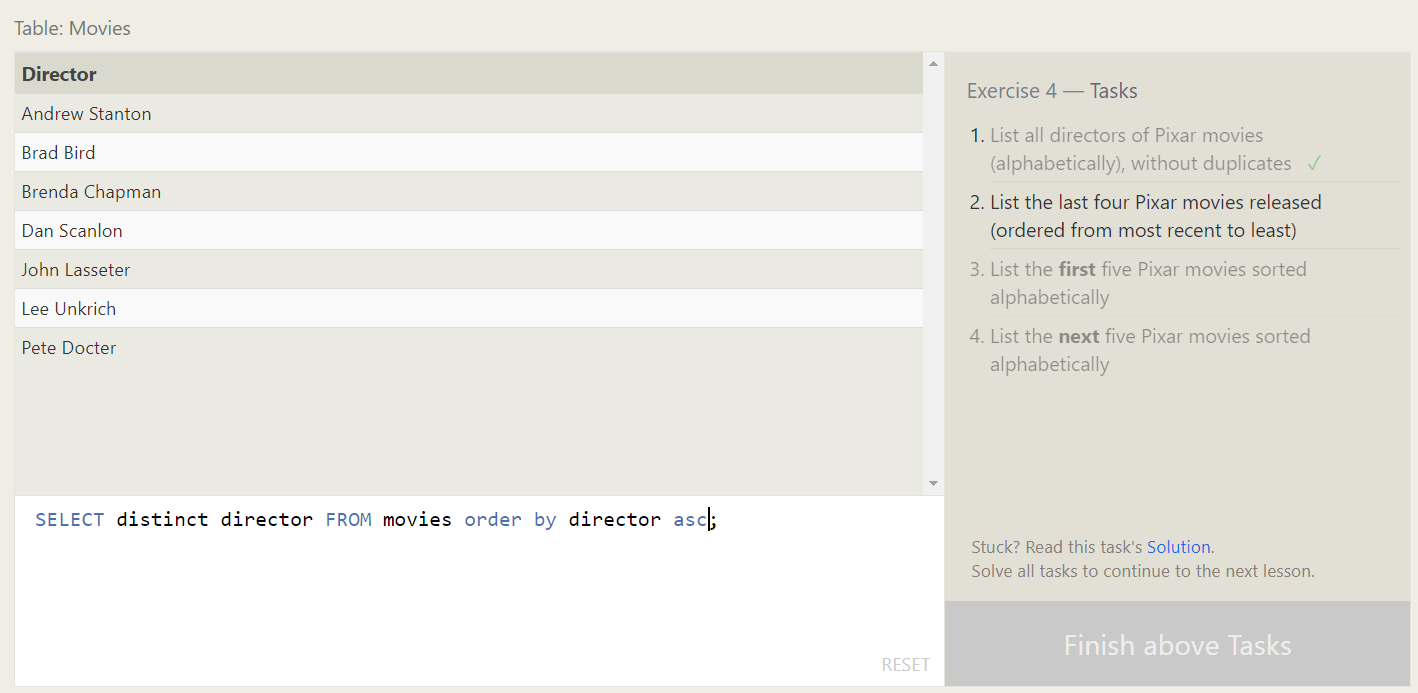 Table: Movies
Director
Andrew Stanton
Brad Bird
Brenda Chapman
Dan Scanlon
John Lasseter
Lee Unkrich
Pete Docter
SELECT distinct director FROM movies order by director asc;
RESET
Exercise 4 — Tasks
1. List all directors of Pixar movies
(alphabetically), without duplicates ✓
2. List the last four Pixar movies released
(ordered from most recent to least)
3. List the first five Pixar movies sorted
alphabetically
4. List the next five Pixar movies sorted
alphabetically
Stuck? Read this task's Solution.
Solve all tasks to continue to the next lesson.
Finish above Tasks